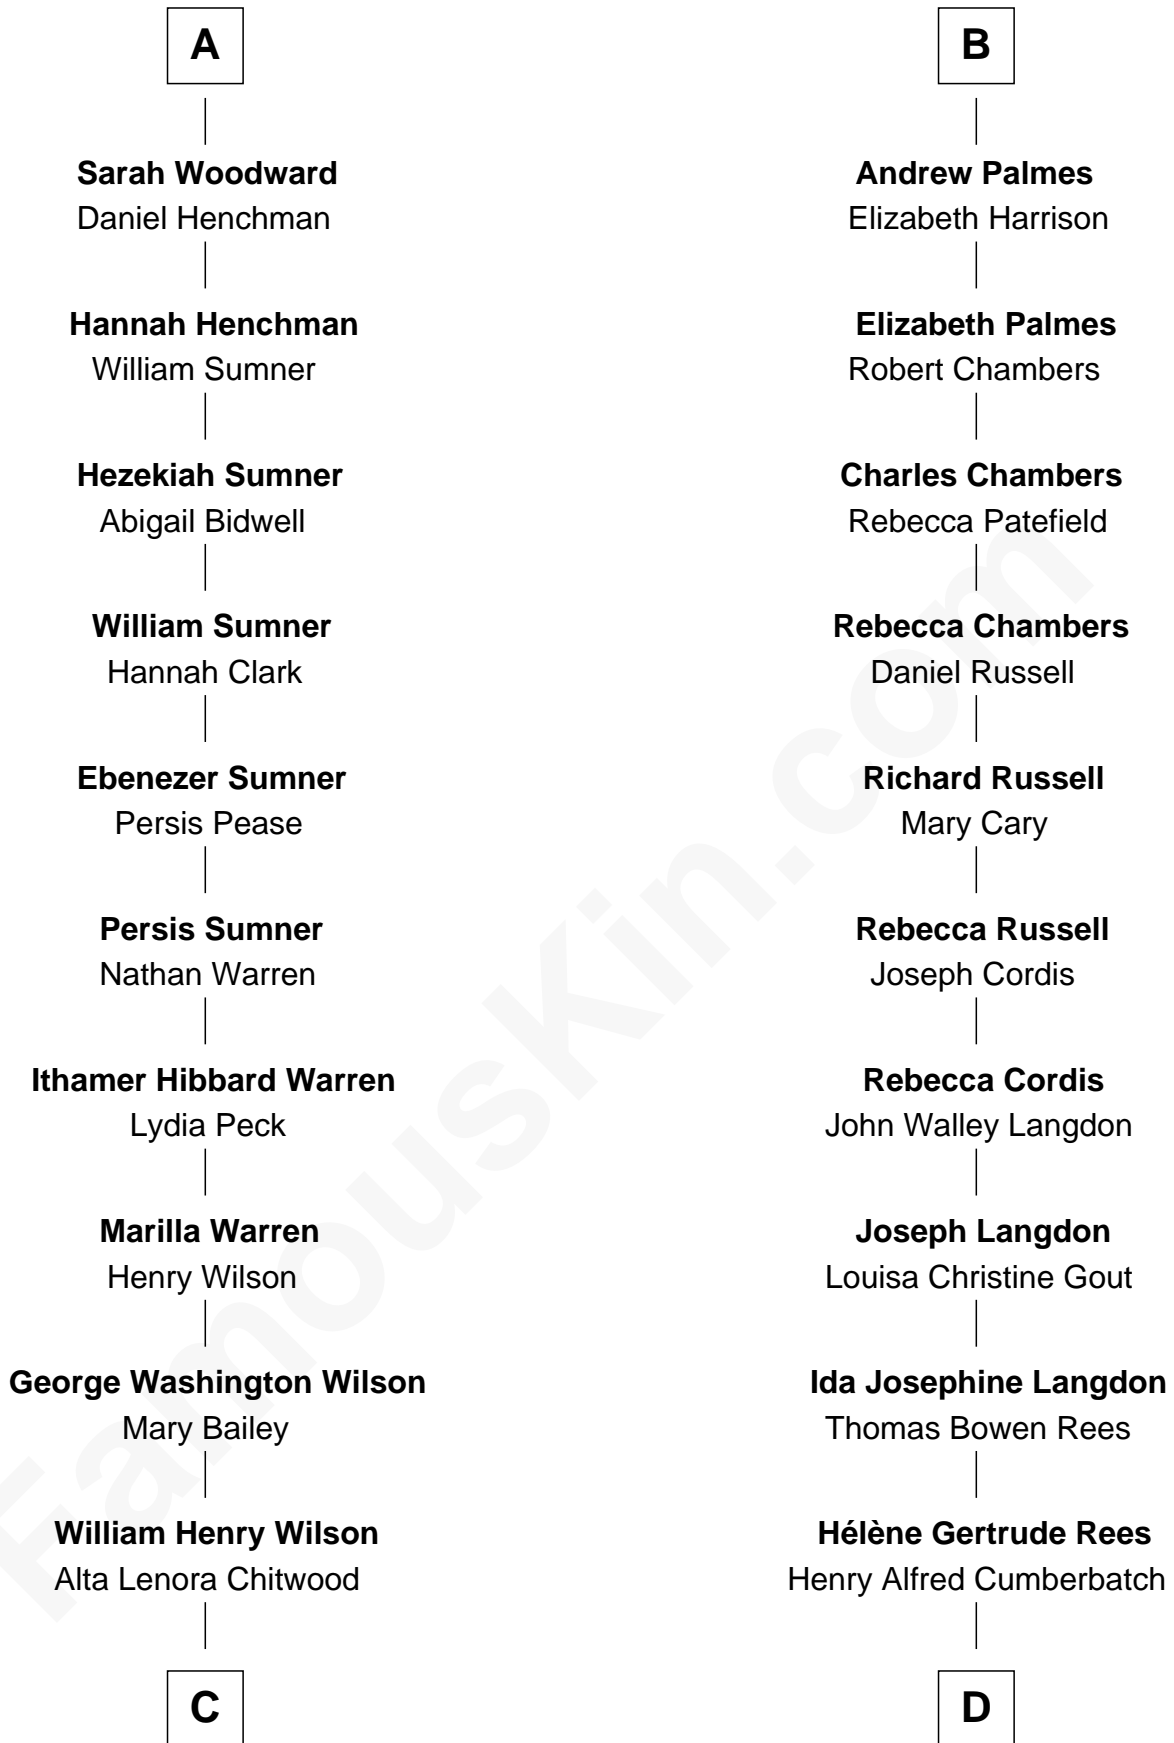 A
Sarah Woodward
Daniel Henchman
Hannah Henchman
William Sumner
Hezekiah Sumner
Abigail Bidwell
William Sumner
Hannah Clark
Ebenezer Sumner
Persis Pease
Persis Sumner
Nathan Warren
Ithamer Hibbard Warren
Lydia Peck
Marilla Warren
Henry Wilson
George Washington Wilson
Mary Bailey
William Henry Wilson
Alta Lenora Chitwood
C
B
Andrew Palmes
Elizabeth Harrison
Elizabeth Palmes
Robert Chambers
Charles Chambers
Rebecca Patefield
Rebecca Chambers
Daniel Russell
Richard Russell
Mary Cary
Rebecca Russell
Joseph Cordis
Rebecca Cordis
John Walley Langdon
Joseph Langdon
Louisa Christine Gout
Ida Josephine Langdon
Thomas Bowen Rees
Hélène Gertrude Rees
Henry Alfred Cumberbatch
D
FamousKin.com